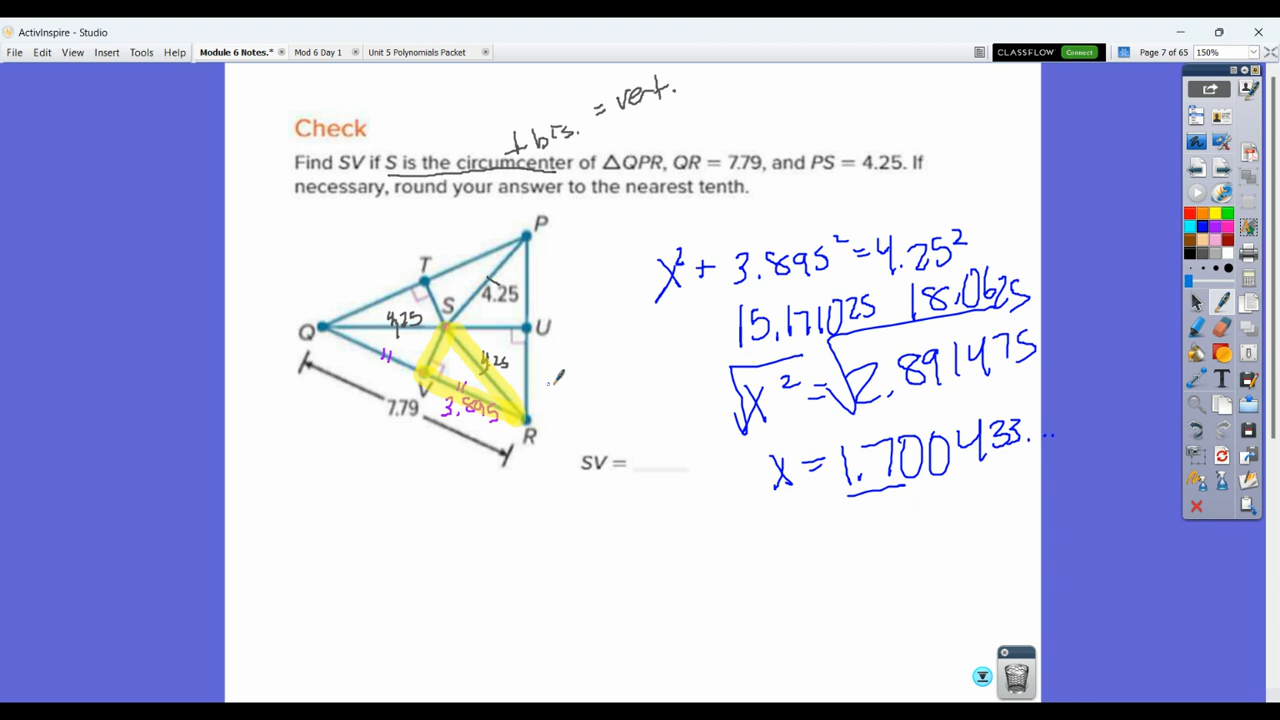 ActivInspire - Studio
File Edit View Insert Tools Help
Module 6 Notes.* Mod 6 Day 1 Unit 5 Polynomials Packet
CLASSFLOW Connect
Page 7 of 65 150%
⊥ bis. = vert.
Check
Find SV if S is the circumcenter of △QPR, QR = 7.79, and PS = 4.25. If
necessary, round your answer to the nearest tenth.
P
T
4.25
S
4.25
Q
U
4.25
V
3.895
7.79
R
SV =
x² + 3.895² = 4.25²
15.171025 18.0625
√x² = √2.891475
x = 1.700433...